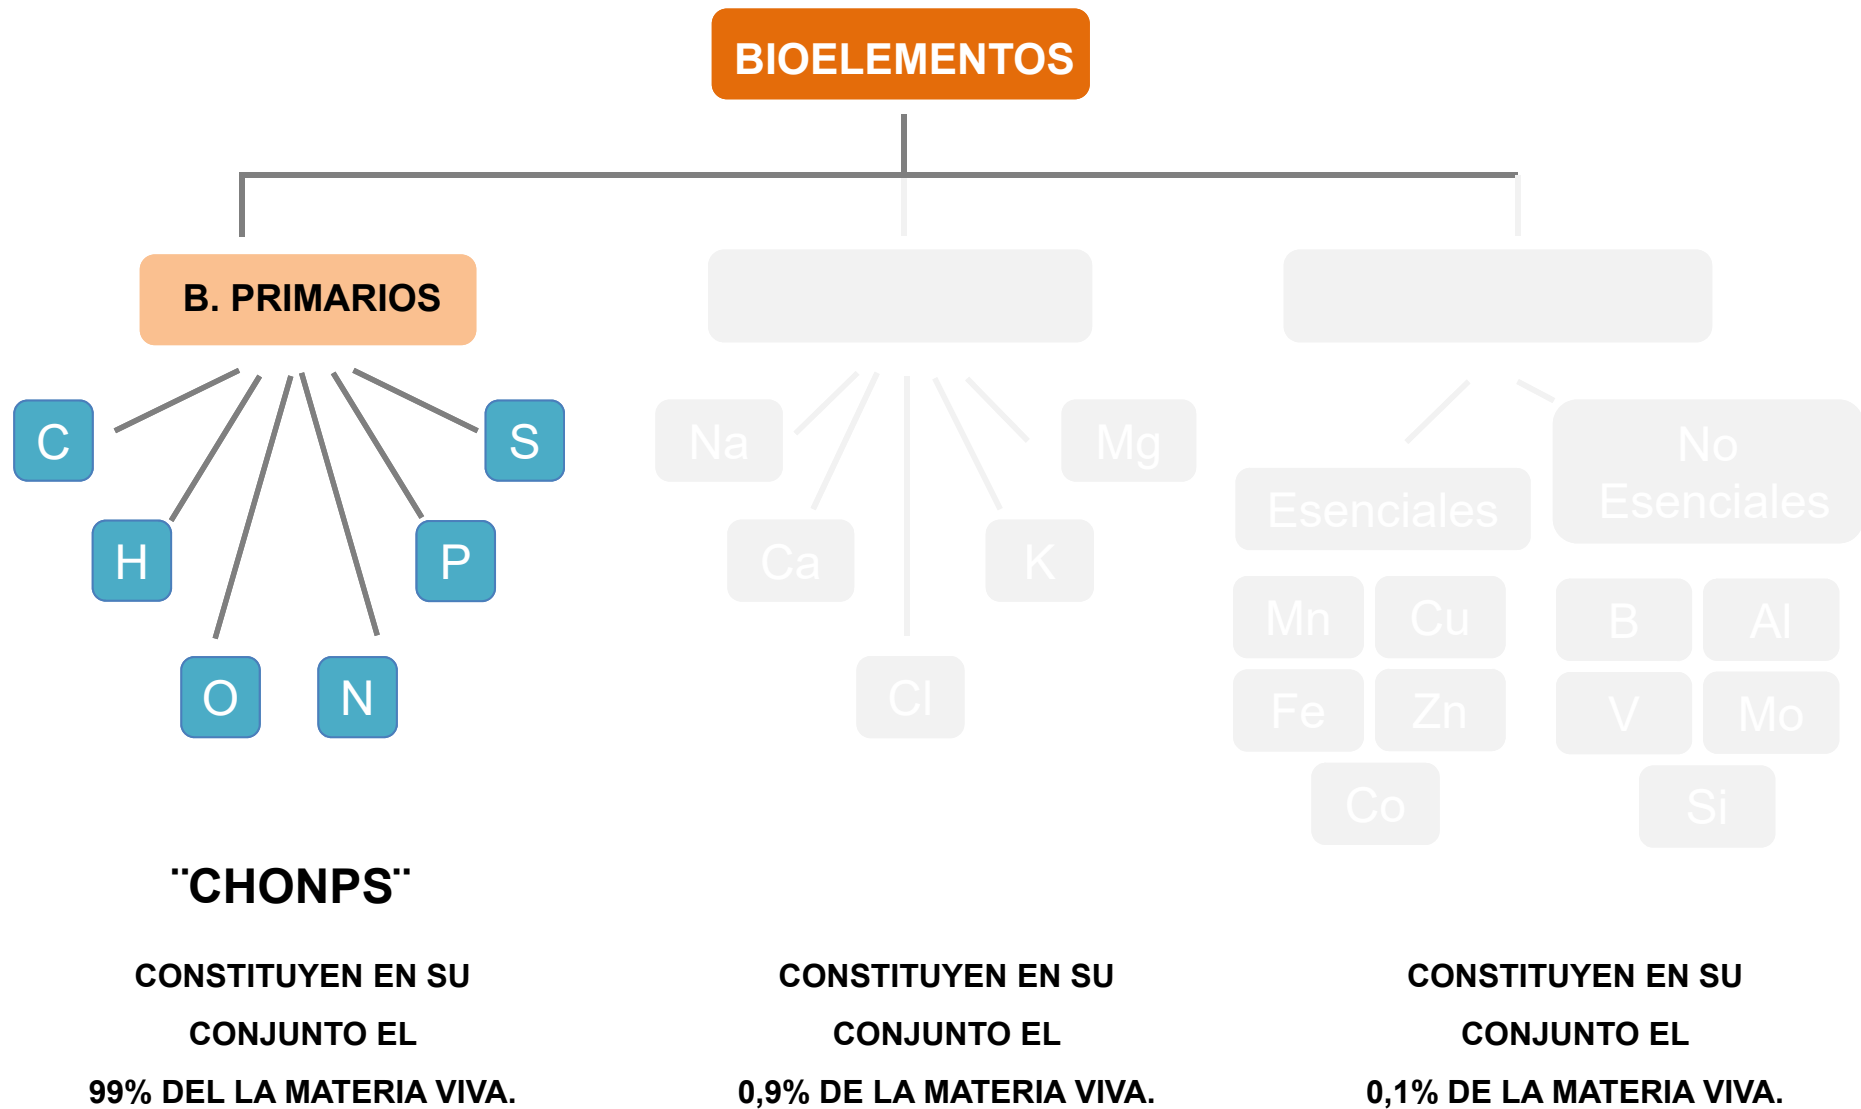 BIOELEMENTOS
B. PRIMARIOS
C
S
H
P
O
N
Na
Mg
Ca
K
Cl
Esenciales
No
Esenciales
Mn
Cu
Fe
Zn
Co
B
Al
V
Mo
Si
¨CHONPS¨
CONSTITUYEN EN SU
CONJUNTO EL
99% DEL LA MATERIA VIVA.
CONSTITUYEN EN SU
CONJUNTO EL
0,9% DE LA MATERIA VIVA.
CONSTITUYEN EN SU
CONJUNTO EL
0,1% DE LA MATERIA VIVA.